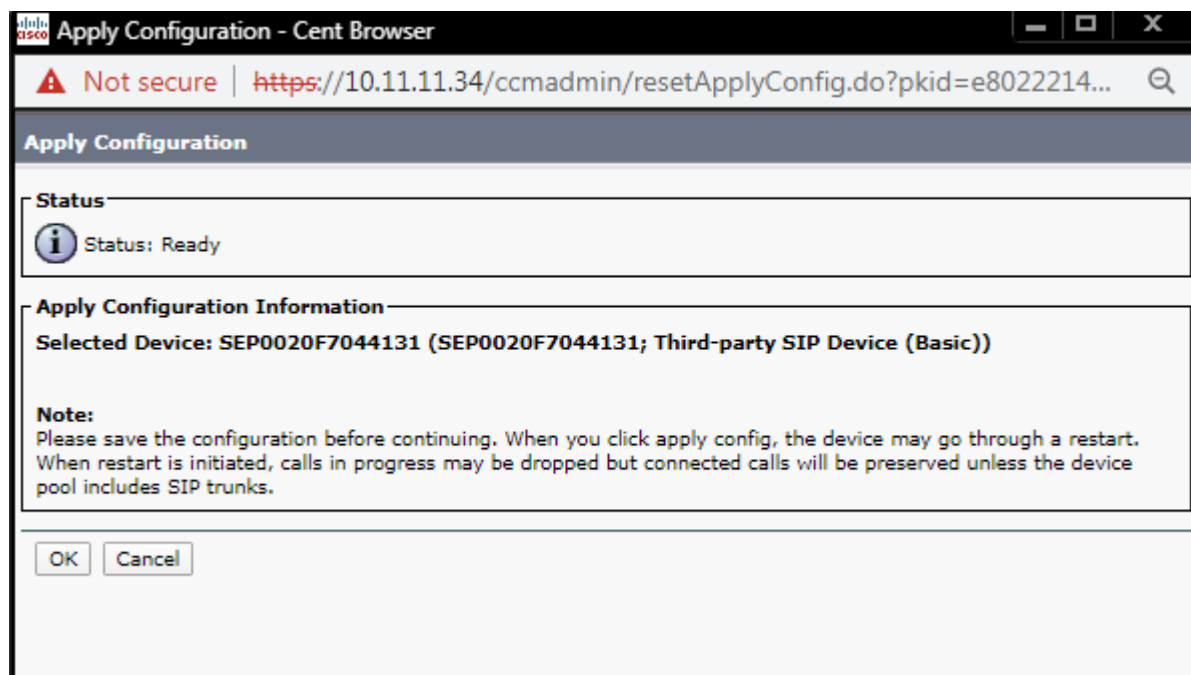 cisco Apply Configuration - Cent Browser
Not secure | https://10.11.11.34/ccmadmin/resetApplyConfig.do?pkid=e8022214...
Apply Configuration
Status
i Status: Ready
Apply Configuration Information
Selected Device: SEP0020F7044131 (SEP0020F7044131; Third-party SIP Device (Basic))
Note:
Please save the configuration before continuing. When you click apply config, the device may go through a restart.
When restart is initiated, calls in progress may be dropped but connected calls will be preserved unless the device
pool includes SIP trunks.
OK Cancel